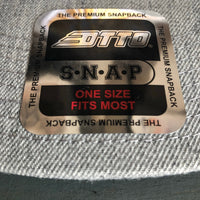 THE PREMIUM SNAPBACK
OTTO
S·N·A·P
ONE SIZE
FITS MOST
THE PREMIUM SNAPBACK
THE PREMIUM SNAPBACK
THE PREMIUM SNAPBACK